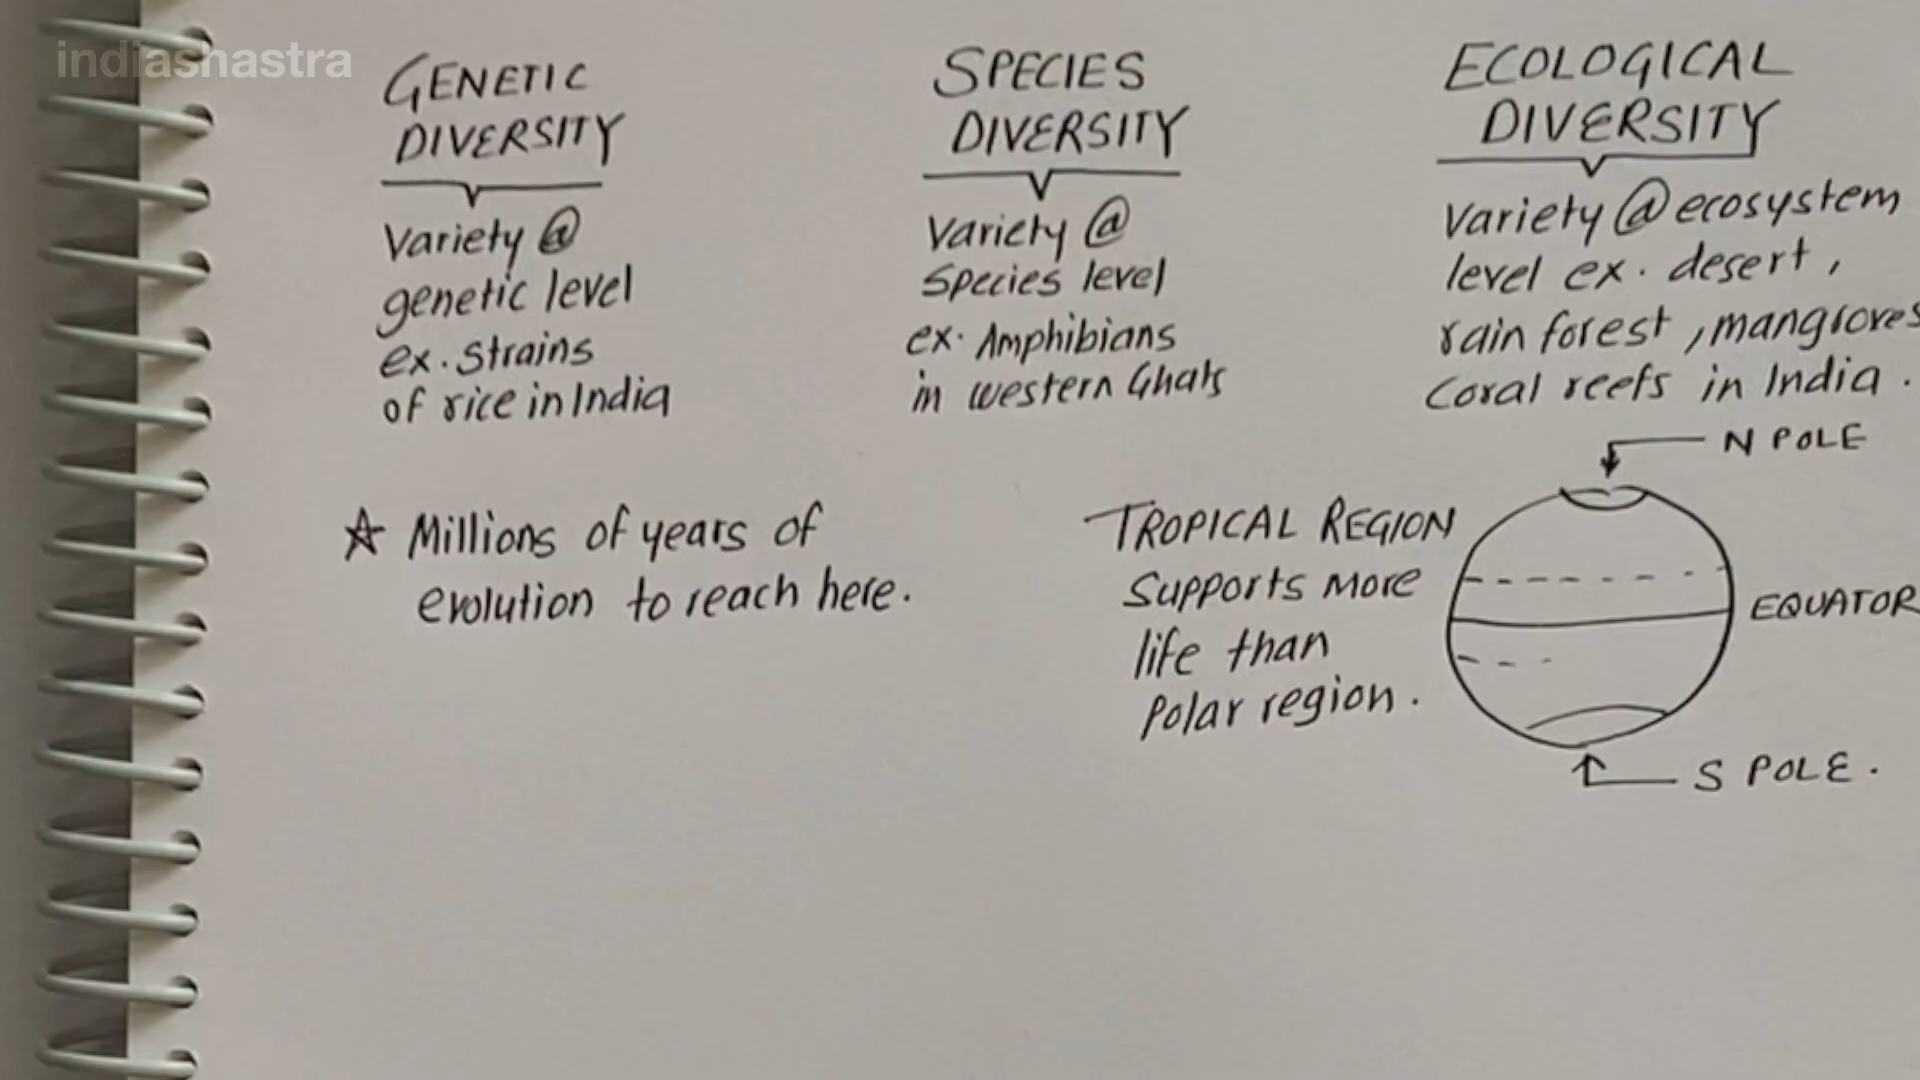 indiashastra
GENETIC
DIVERSITY
Variety @
genetic level
ex. strains
of rice in India
SPECIES
DIVERSITY
Variety @
species level
ex. Amphibians
in western Ghats
ECOLOGICAL
DIVERSITY
Variety @ ecosystem
level ex. desert,
rain forest, mangroves
coral reefs in India.
☆ Millions of years of
evolution to reach here.
TROPICAL REGION
supports more
life than
polar region.
N POLE
EQUATOR
S POLE.